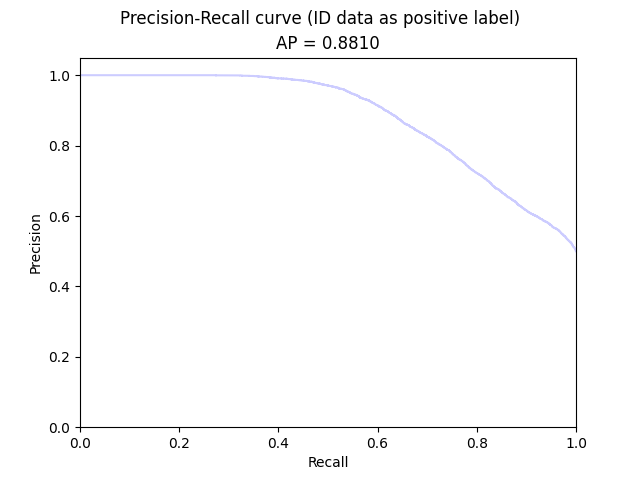 Precision-Recall curve (ID data as positive label)
AP = 0.8810
1.0
0.8
0.6
0.4
0.2
0.0
Precision
0.0 0.2 0.4 0.6 0.8 1.0
Recall